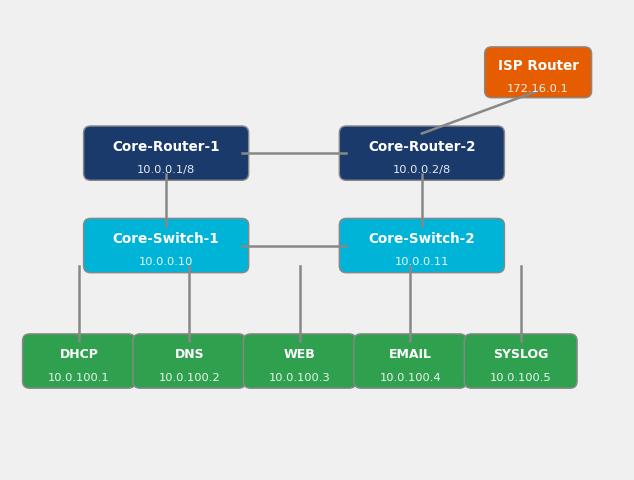 ISP Router
172.16.0.1
Core-Router-1
10.0.0.1/8
Core-Router-2
10.0.0.2/8
Core-Switch-1
10.0.0.10
Core-Switch-2
10.0.0.11
DHCP
10.0.100.1
DNS
10.0.100.2
WEB
10.0.100.3
EMAIL
10.0.100.4
SYSLOG
10.0.100.5